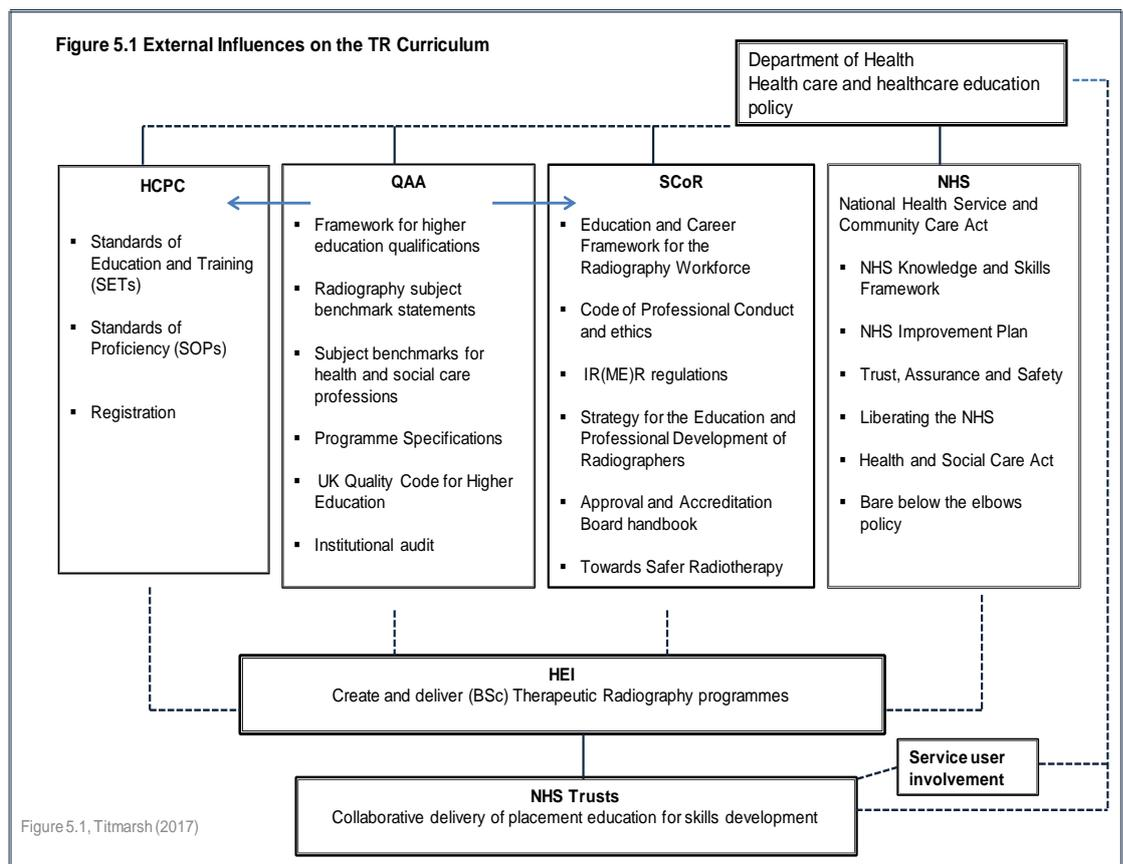 Figure 5.1 External Influences on the TR Curriculum
Department of Health
Health care and healthcare education
policy
HCPC
▪ Standards of
Education and Training
(SETs)
▪ Standards of
Proficiency (SOPs)
▪ Registration
QAA
▪ Framework for higher
education qualifications
▪ Radiography subject
benchmark statements
▪ Subject benchmarks for
health and social care
professions
▪ Programme Specifications
▪ UK Quality Code for Higher
Education
▪ Institutional audit
SCoR
▪ Education and Career
Framework for the
Radiography Workforce
▪ Code of Professional Conduct
and ethics
▪ IR(ME)R regulations
▪ Strategy for the Education and
Professional Development of
Radiographers
▪ Approval and Accreditation
Board handbook
▪ Towards Safer Radiotherapy
NHS
National Health Service and
Community Care Act
▪ NHS Knowledge and Skills
Framework
▪ NHS Improvement Plan
▪ Trust, Assurance and Safety
▪ Liberating the NHS
▪ Health and Social Care Act
▪ Bare below the elbows
policy
HEI
Create and deliver (BSc) Therapeutic Radiography programmes
Service user
involvement
NHS Trusts
Collaborative delivery of placement education for skills development
Figure 5.1, Titmarsh (2017)